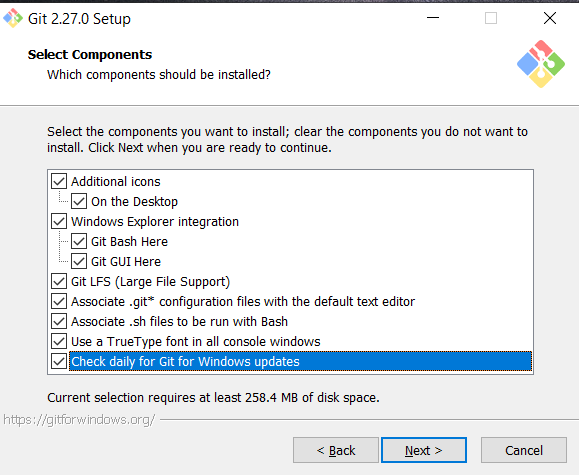 Git 2.27.0 Setup
Select Components
Which components should be installed?
Select the components you want to install; clear the components you do not want to
install. Click Next when you are ready to continue.
Additional icons
On the Desktop
Windows Explorer integration
Git Bash Here
Git GUI Here
Git LFS (Large File Support)
Associate .git* configuration files with the default text editor
Associate .sh files to be run with Bash
Use a TrueType font in all console windows
Check daily for Git for Windows updates
Current selection requires at least 258.4 MB of disk space.
https://gitforwindows.org/
< Back Next > Cancel